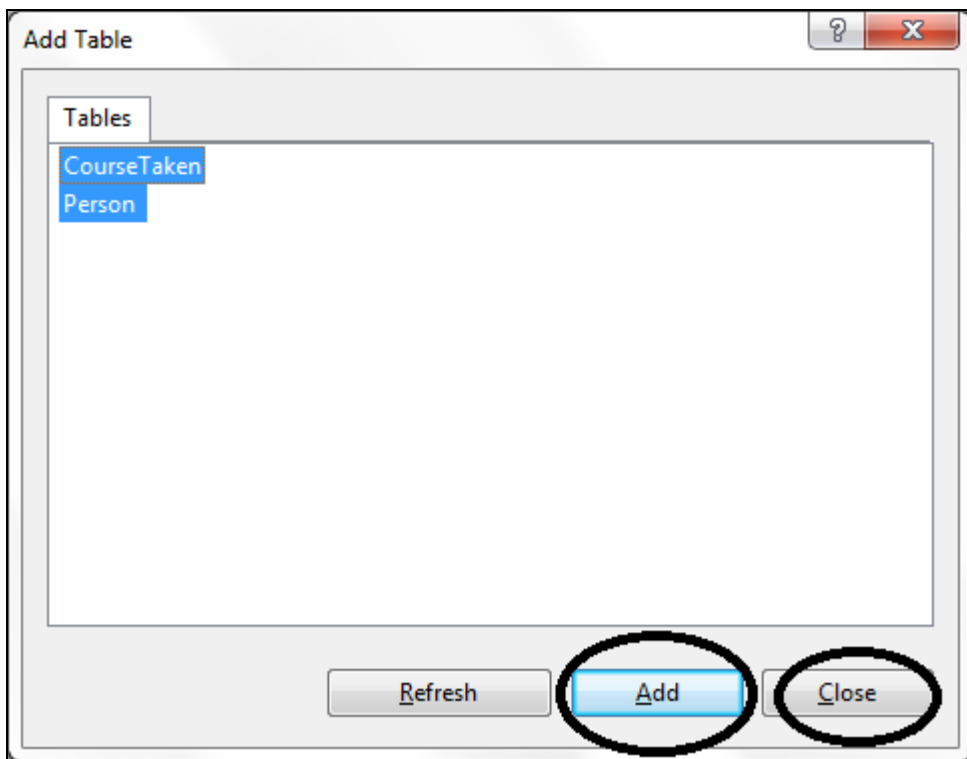 Add Table
Tables
CourseTaken
Person
Refresh
Add
Close